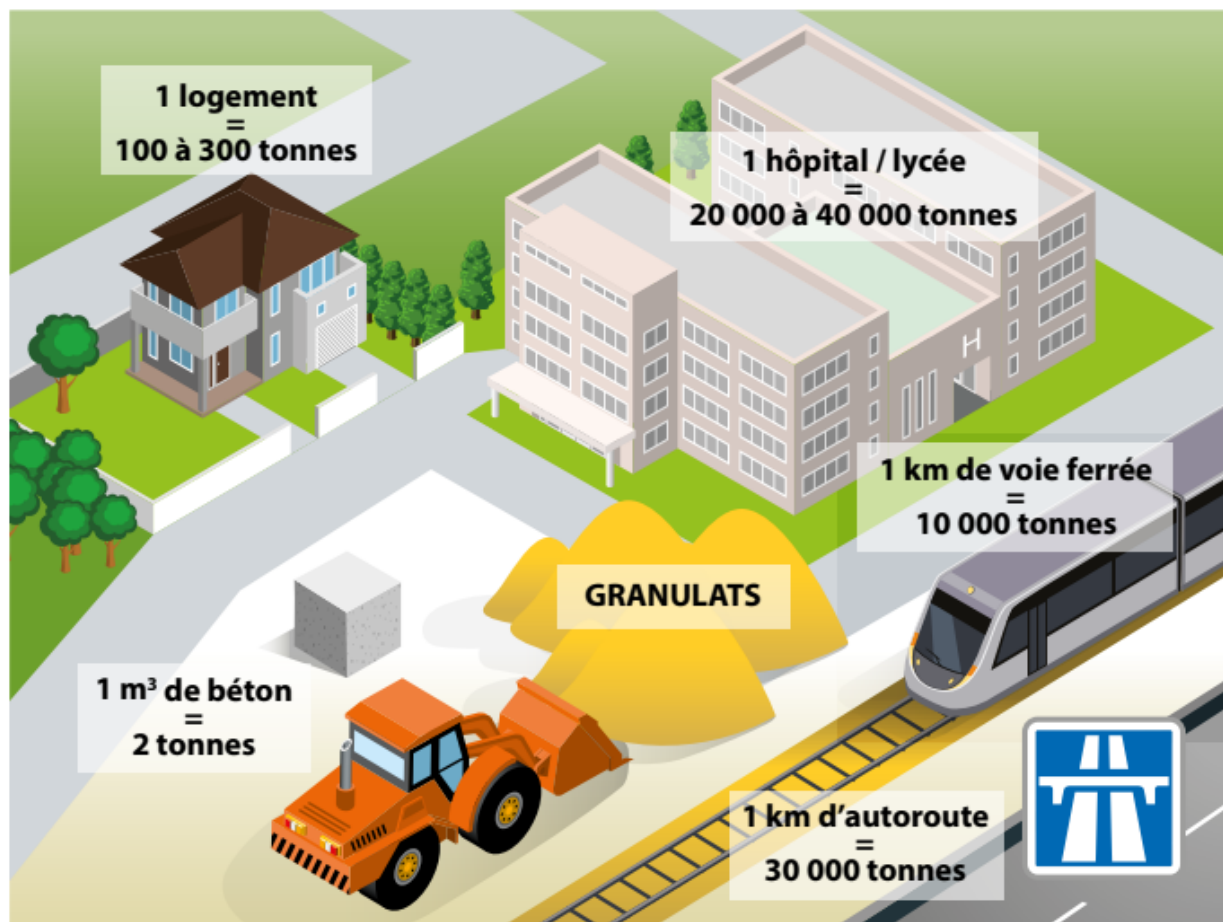 1 logement
=
100 à 300 tonnes
1 hôpital / lycée
=
20 000 à 40 000 tonnes
H
1 km de voie ferrée
=
10 000 tonnes
GRANULATS
1 m³ de béton
=
2 tonnes
1 km d’autoroute
=
30 000 tonnes